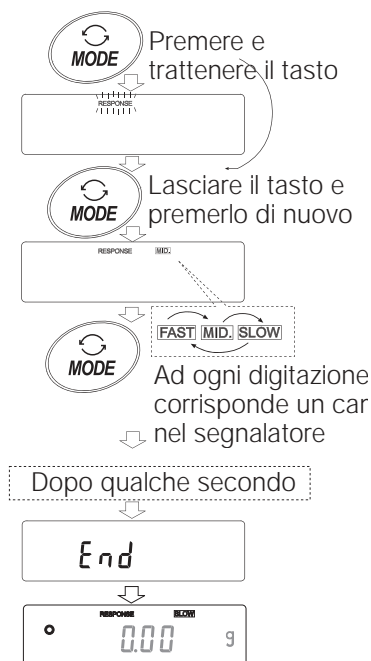 MODE
Premere e
trattenere il tasto
RESPONSE
MODE
Lasciare il tasto e
premerlo di nuovo
RESPONSE MID.
FAST MID. SLOW
MODE
Ad ogni digitazione
corrisponde un car
nel segnalatore
Dopo qualche secondo
End
RESPONSE SLOW
0.00 g